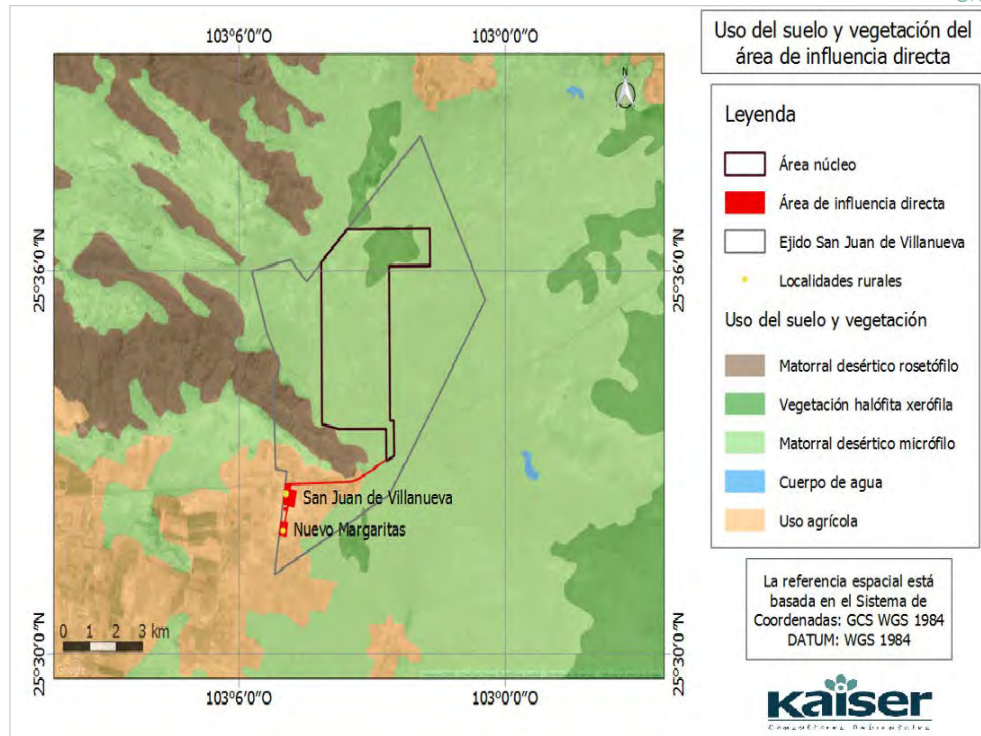 103°6'0"O
103°0'0"O
25°36'0"N
25°36'0"N
25°30'0"N
25°30'0"N
103°6'0"O
103°0'0"O
N
San Juan de Villanueva
Nuevo Margaritas
0 1 2 3 km
Google
Uso del suelo y vegetación del
área de influencia directa
Leyenda
Área núcleo
Área de influencia directa
Ejido San Juan de Villanueva
Localidades rurales
Uso del suelo y vegetación
Matorral desértico rosetófilo
Vegetación halófita xerófila
Matorral desértico micrófilo
Cuerpo de agua
Uso agrícola
La referencia espacial está
basada en el Sistema de
Coordenadas: GCS WGS 1984
DATUM: WGS 1984
kaiser
Consultores Ambientales